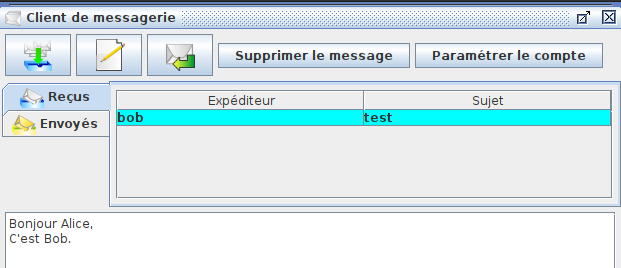 Client de messagerie
Supprimer le message Paramétrer le compte
Reçus
Envoyés
Expéditeur Sujet
bob test
Bonjour Alice,
C'est Bob.